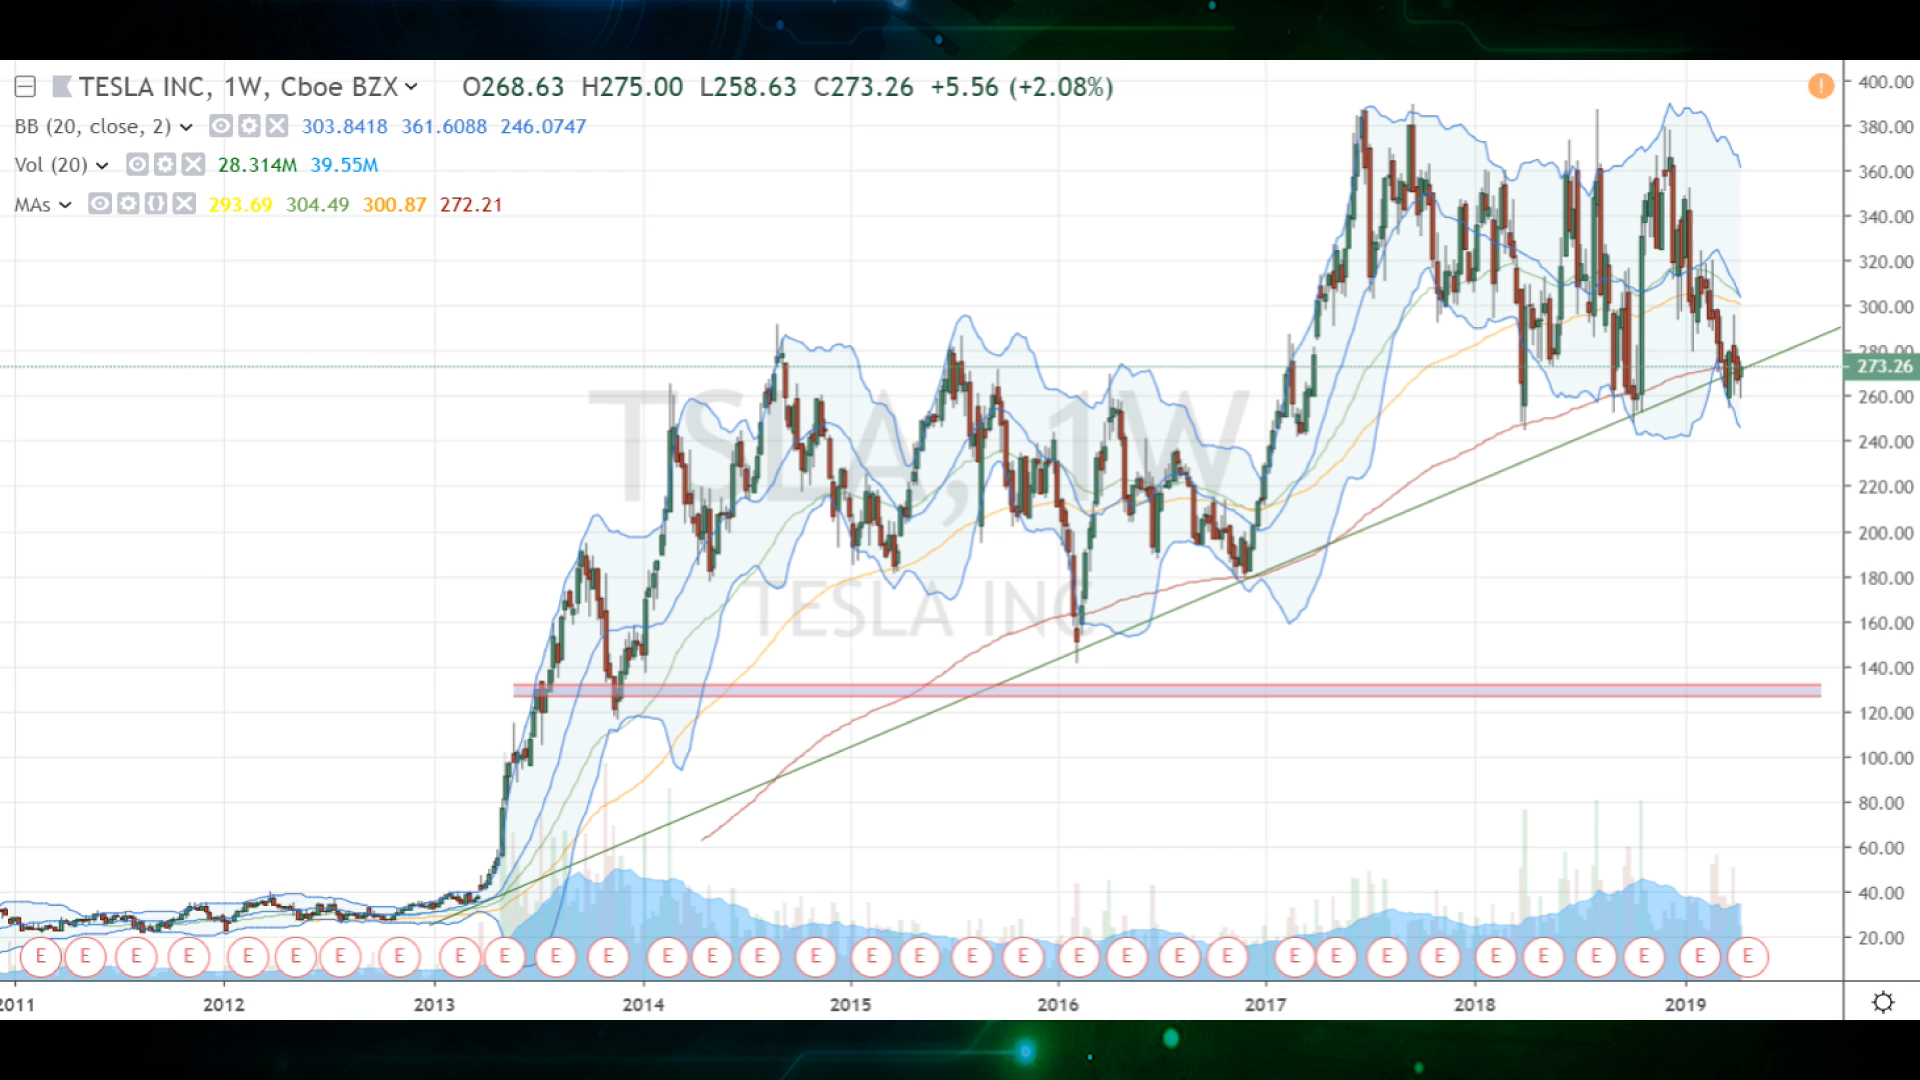 TESLA INC, 1W, Cboe BZX O268.63 H275.00 L258.63 C273.26 +5.56 (+2.08%)
BB (20, close, 2) 303.8418 361.6088 246.0747
Vol (20) 28.314M 39.55M
MAs {} 293.69 304.49 300.87 272.21
!
400.00
380.00
360.00
340.00
320.00
300.00
280.00
273.26
260.00
240.00
220.00
200.00
180.00
160.00
140.00
120.00
100.00
80.00
60.00
40.00
20.00
TSLA, 1W
TESLA INC
E E E E E E E E E E E E E E E E E E E E E E E E E E E E E E E E E E E
2011 2012 2013 2014 2015 2016 2017 2018 2019